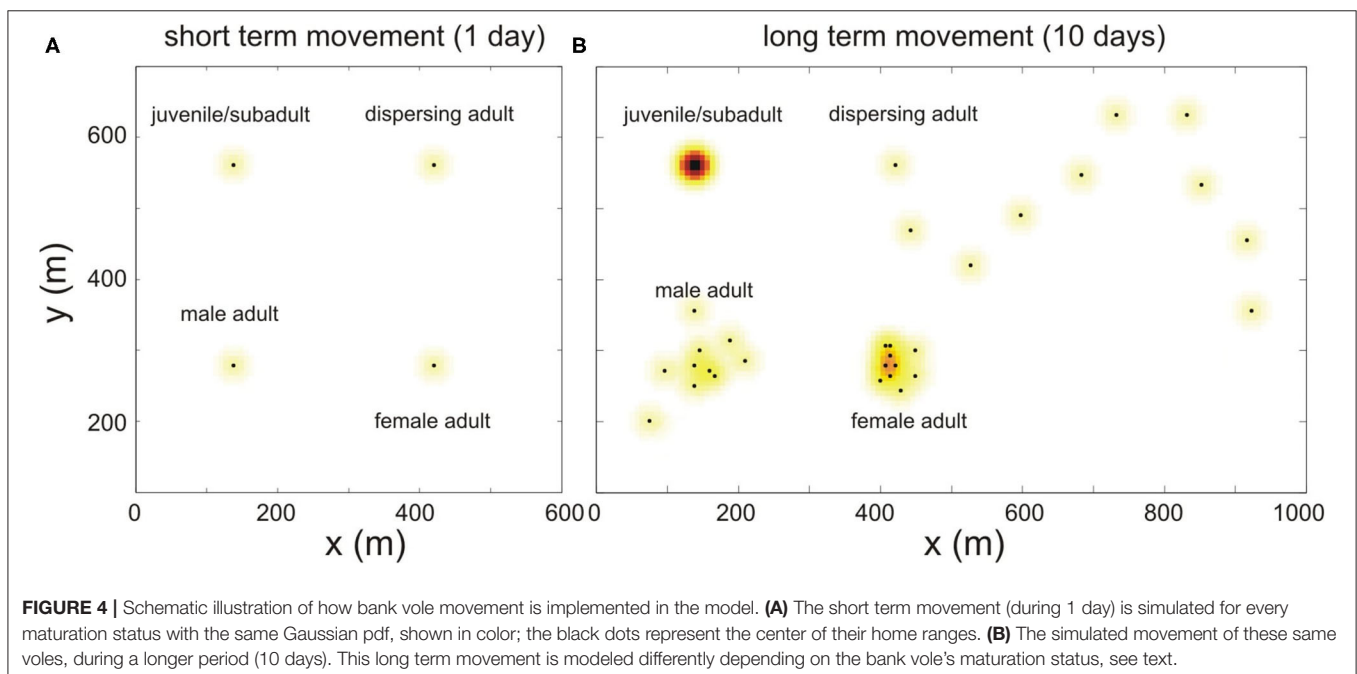 A short term movement (1 day) B long term movement (10 days)
juvenile/subadult dispersing adult juvenile/subadult dispersing adult
600
y (m)
400
male adult
male adult
200
female adult
female adult
0 200 400 600 0 200 400 600 800 1000
x (m) x (m)
FIGURE 4 | Schematic illustration of how bank vole movement is implemented in the model. (A) The short term movement (during 1 day) is simulated for every
maturation status with the same Gaussian pdf, shown in color; the black dots represent the center of their home ranges. (B) The simulated movement of these same
voles, during a longer period (10 days). This long term movement is modeled differently depending on the bank vole's maturation status, see text.